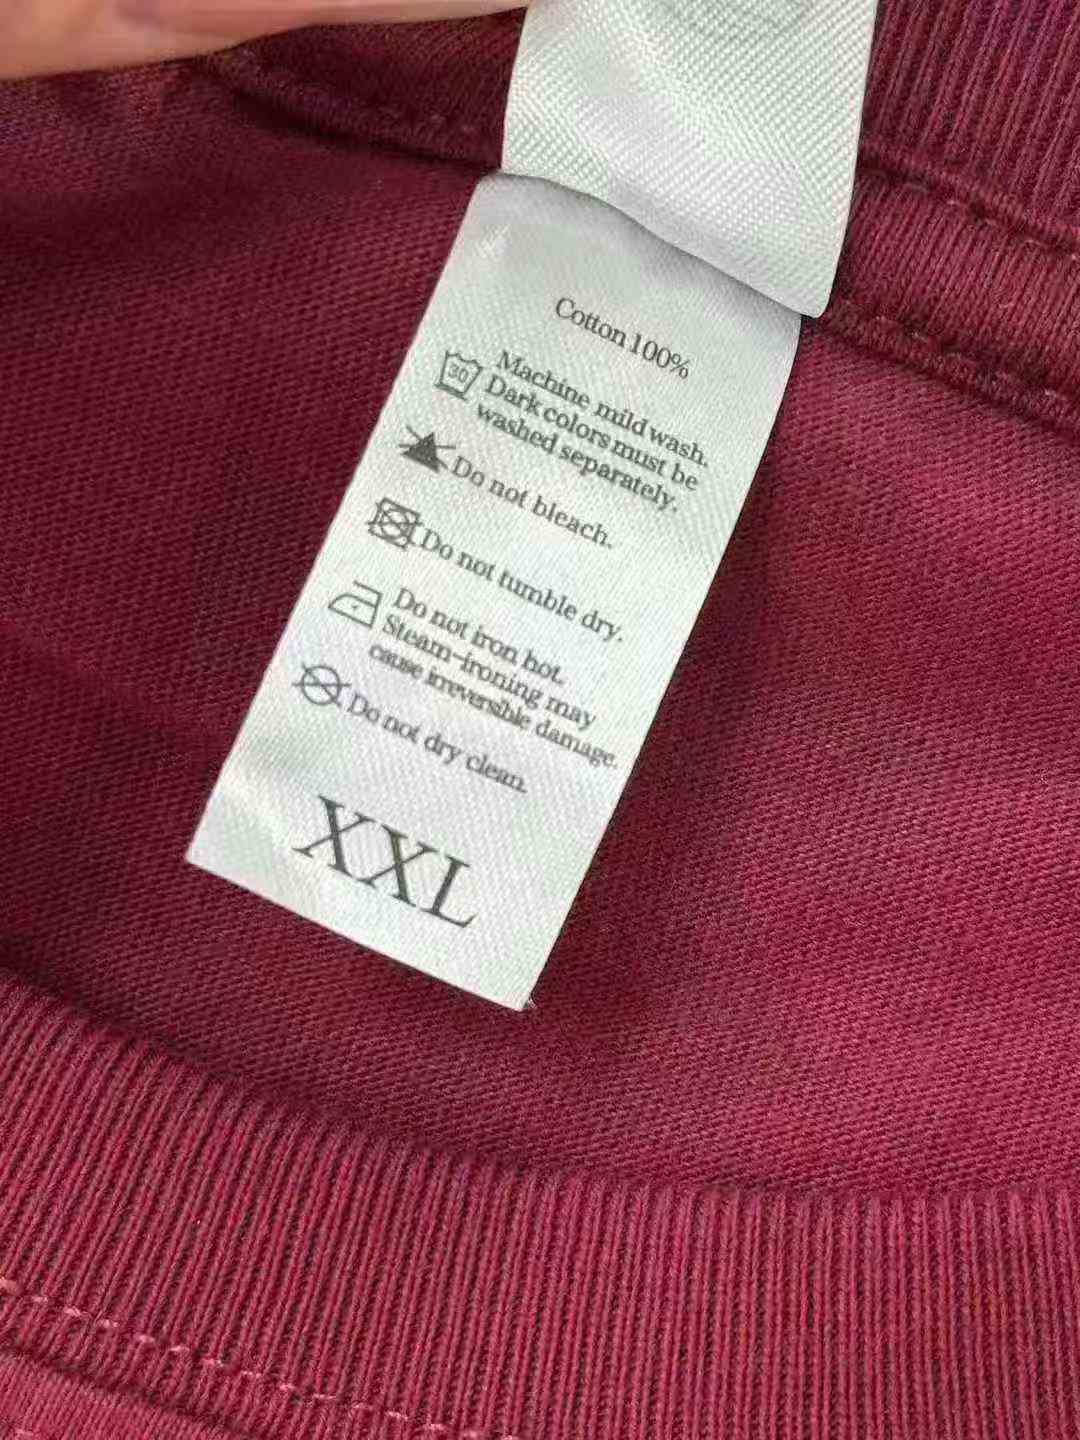 Cotton 100%
30
Machine mild wash.
Dark colors must be
washed separately.
Do not bleach.
Do not tumble dry.
Do not iron hot.
Steam-ironing may
cause irreversible damage.
Do not dry clean.
XXL